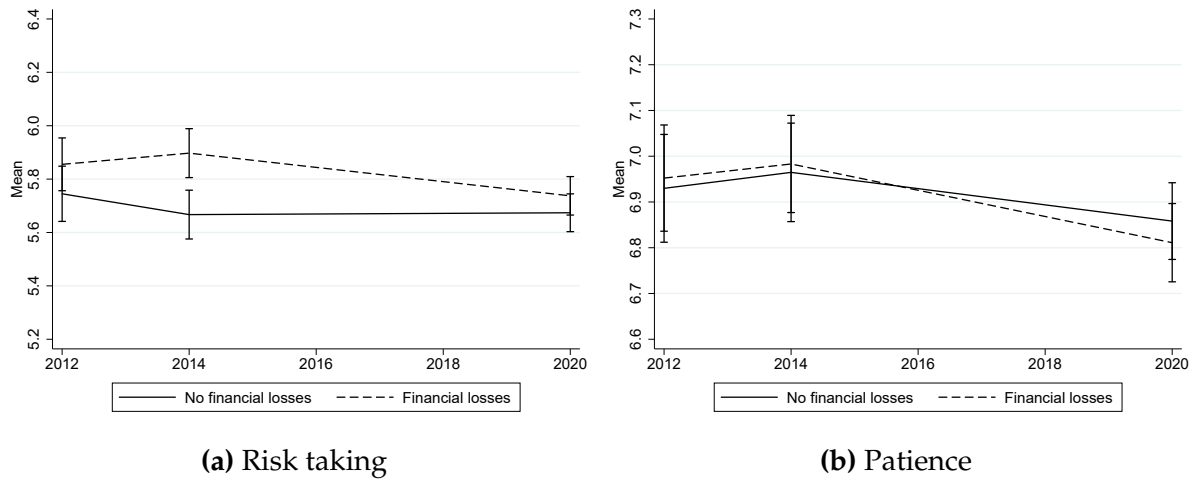 6.4
6.2
6.0
5.8
5.6
5.4
5.2
Mean
2012 2014 2016 2018 2020
No financial losses Financial losses
(a) Risk taking
7.3
7.2
7.1
7.0
6.9
6.8
6.7
6.6
Mean
2012 2014 2016 2018 2020
No financial losses Financial losses
(b) Patience